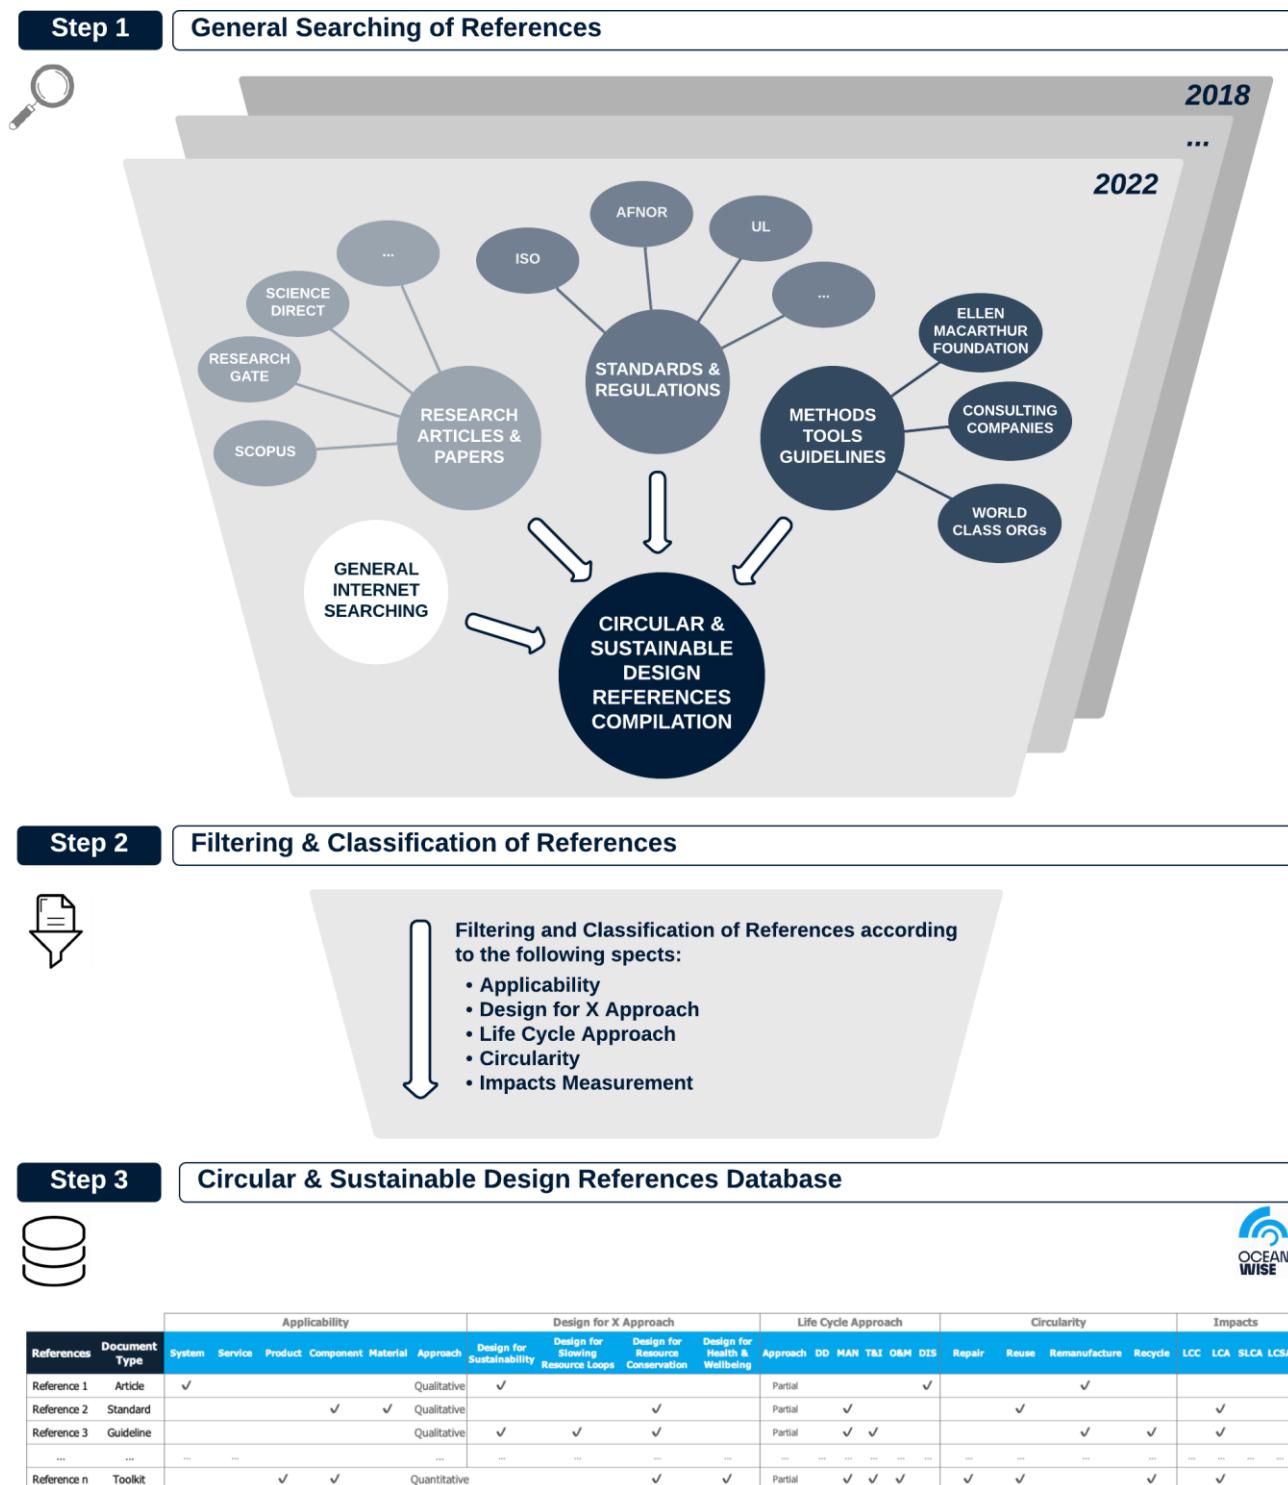 Step 1
General Searching of References
2018
...
2022
AFNOR
UL
ISO
...
...
SCIENCE
DIRECT
RESEARCH
GATE
SCOPUS
ELLEN
MACARTHUR
FOUNDATION
CONSULTING
COMPANIES
WORLD
CLASS ORGs
RESEARCH
ARTICLES &
PAPERS
STANDARDS &
REGULATIONS
METHODS
TOOLS
GUIDELINES
GENERAL
INTERNET
SEARCHING
CIRCULAR &
SUSTAINABLE
DESIGN
REFERENCES
COMPILATION
Step 2
Filtering & Classification of References
Filtering and Classification of References according
to the following spects:
• Applicability
• Design for X Approach
• Life Cycle Approach
• Circularity
• Impacts Measurement
Step 3
Circular & Sustainable Design References Database
OCEAN
WISE
Applicability Design for X Approach Life Cycle Approach Circularity Impacts
References Document Type System Service Product Component Material Approach Design for Sustainability Design for Slowing Resource Loops Design for Resource Conservation Design for Health & Wellbeing Approach DD MAN T&I O&M DIS Repair Reuse Remanufacture Recycle LCC LCA SLCA LCSA
Reference 1 Article ✓ Qualitative ✓ Partial ✓ ✓
Reference 2 Standard ✓ ✓ Qualitative ✓ Partial ✓ ✓ ✓
Reference 3 Guideline Qualitative ✓ ✓ ✓ Partial ✓ ✓ ✓ ✓ ✓
... ... ... ... ... ... ... ... ... ... ... ... ... ... ... ... ... ... ... ... ... ... ...
Reference n Toolkit ✓ ✓ Quantitative ✓ ✓ Partial ✓ ✓ ✓ ✓ ✓ ✓ ✓